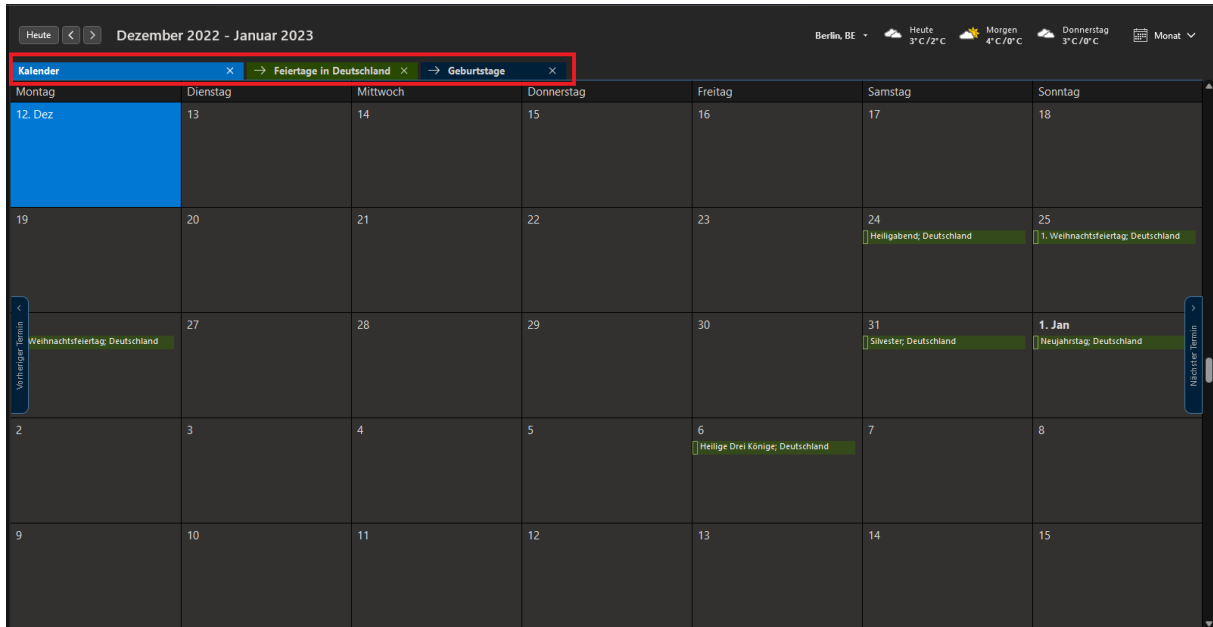 Heute < > Dezember 2022 - Januar 2023 Berlin, BE Heute 3°C/2°C Morgen 4°C/0°C Donnerstag 3°C/0°C Monat
Kalender × → Feiertage in Deutschland × → Geburtstage ×
Montag Dienstag Mittwoch Donnerstag Freitag Samstag Sonntag
12. Dez 13 14 15 16 17 18
19 20 21 22 23 24 25
Heiligabend; Deutschland 1. Weihnachtsfeiertag; Deutschland
27 28 29 30 31 1. Jan
Weihnachtsfeiertag; Deutschland Silvester; Deutschland Neujahrstag; Deutschland
Vorheriger Termin
Nächster Termin
2 3 4 5 6 7 8
Heilige Drei Könige; Deutschland
9 10 11 12 13 14 15